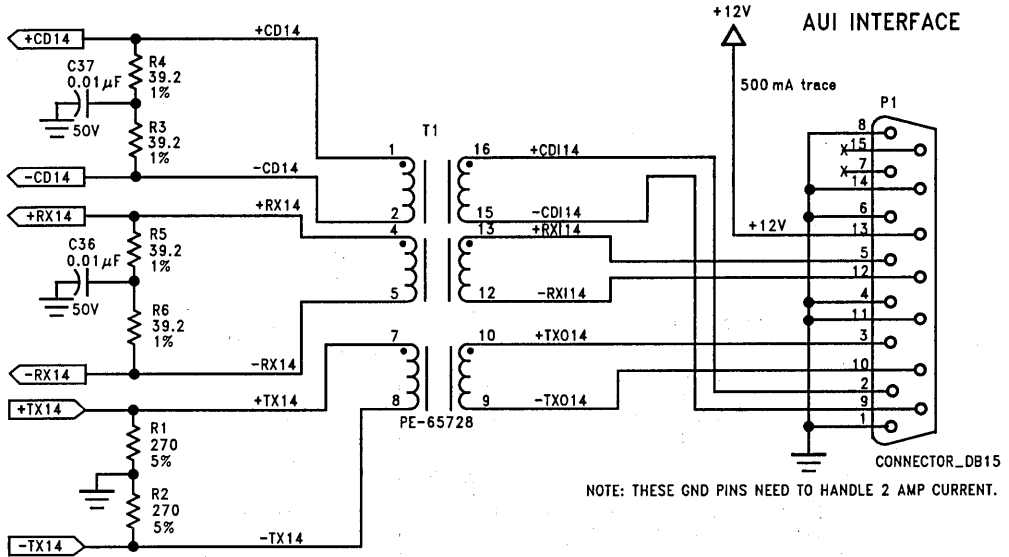 AUI INTERFACE
+12V
500 mA trace
+CD14
+CD14
R4
39.2
1%
C37
0.01µF
50V
R3
39.2
1%
-CD14
-CD14
+RX14
+RX14
R5
39.2
1%
C36
0.01µF
50V
R6
39.2
1%
-RX14
-RX14
+TX14
+TX14
R1
270
5%
R2
270
5%
-TX14
-TX14
T1
1
16
+CDI14
2
15
-CDI14
4
13
+RXI14
5
12
-RXI14
7
10
+TXO14
8
9
-TXO14
PE-65728
P1
8
X 15
X 7
14
6
+12V
13
5
12
4
11
3
10
2
9
1
CONNECTOR_DB15
NOTE: THESE GND PINS NEED TO HANDLE 2 AMP CURRENT.